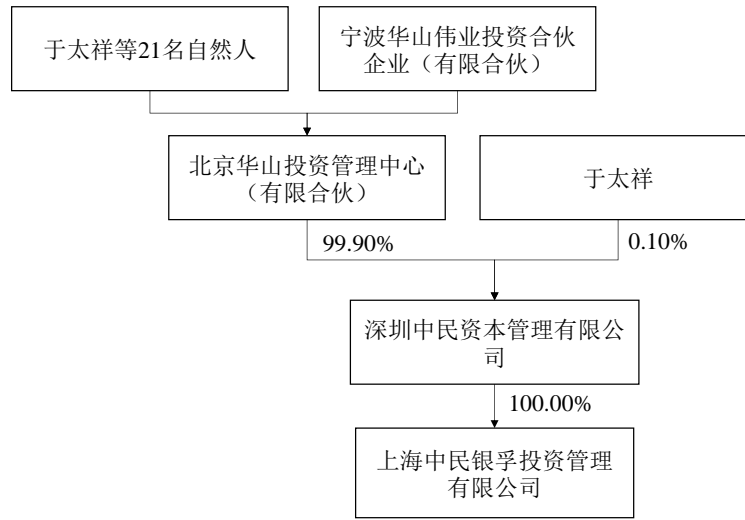 于太祥等21名自然人
宁波华山伟业投资合伙
企业（有限合伙）
北京华山投资管理中心
（有限合伙）
于太祥
99.90%
0.10%
深圳中民资本管理有限公
司
100.00%
上海中民银孚投资管理
有限公司